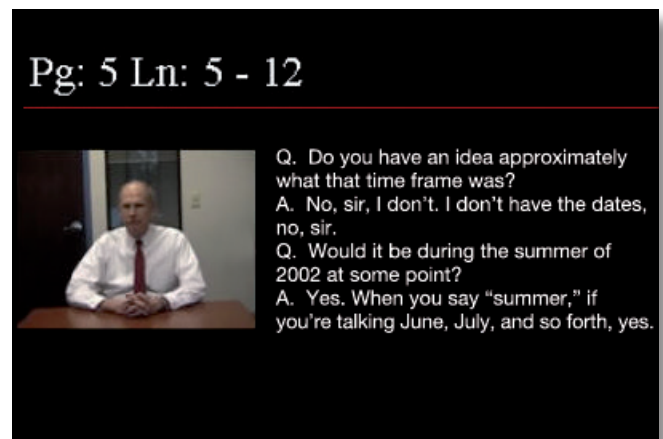 Pg: 5 Ln: 5 - 12
Q. Do you have an idea approximately
what that time frame was?
A. No, sir, I don't. I don't have the dates,
no, sir.
Q. Would it be during the summer of
2002 at some point?
A. Yes. When you say “summer,” if
you're talking June, July, and so forth, yes.